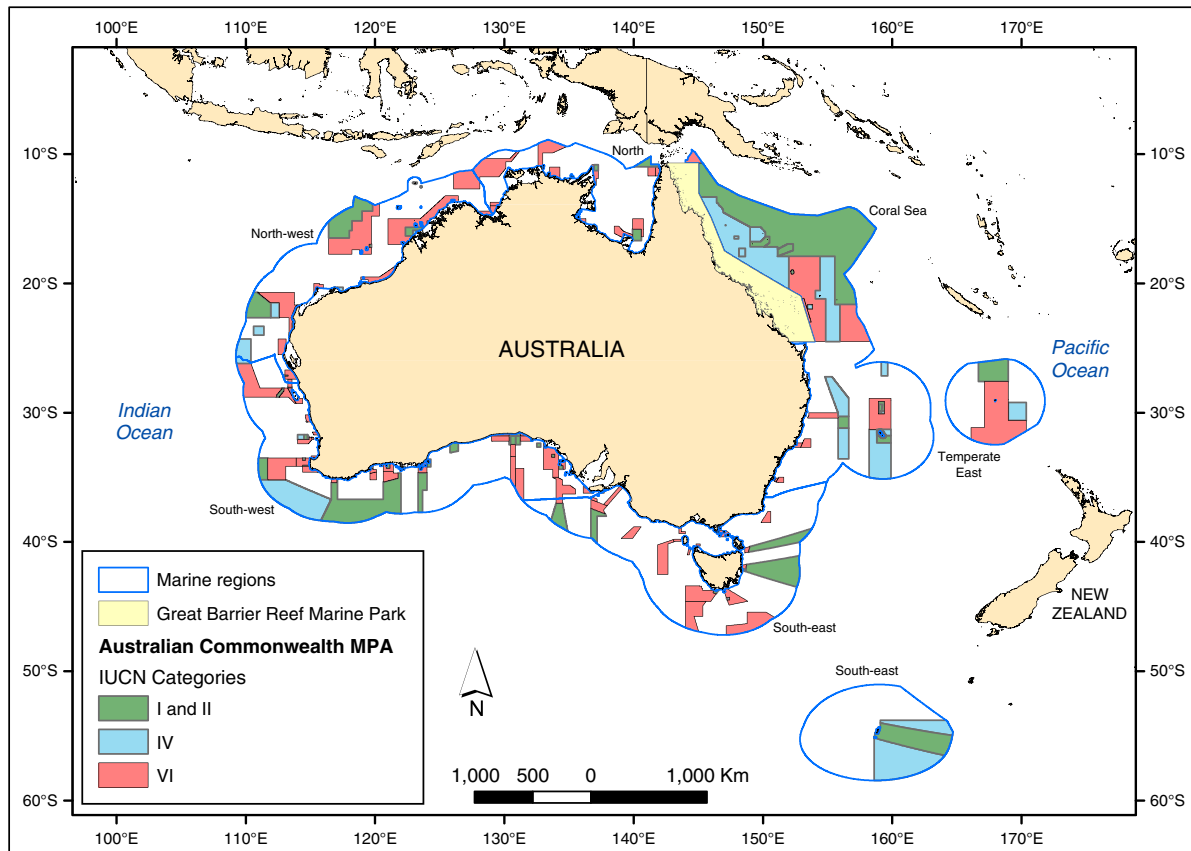 100°E 110°E 120°E 130°E 140°E 150°E 160°E 170°E
10°S 10°S
North
Coral Sea
North-west
20°S 20°S
AUSTRALIA
Pacific
Ocean
Indian
Ocean
30°S 30°S
Temperate
East
South-west
40°S 40°S
NEW
ZEALAND
South-east
Marine regions
Great Barrier Reef Marine Park
Australian Commonwealth MPA
IUCN Categories
I and II
IV
VI
N
50°S 50°S
South-east
1,000 500 0 1,000 Km
60°S 60°S
100°E 110°E 120°E 130°E 140°E 150°E 160°E 170°E